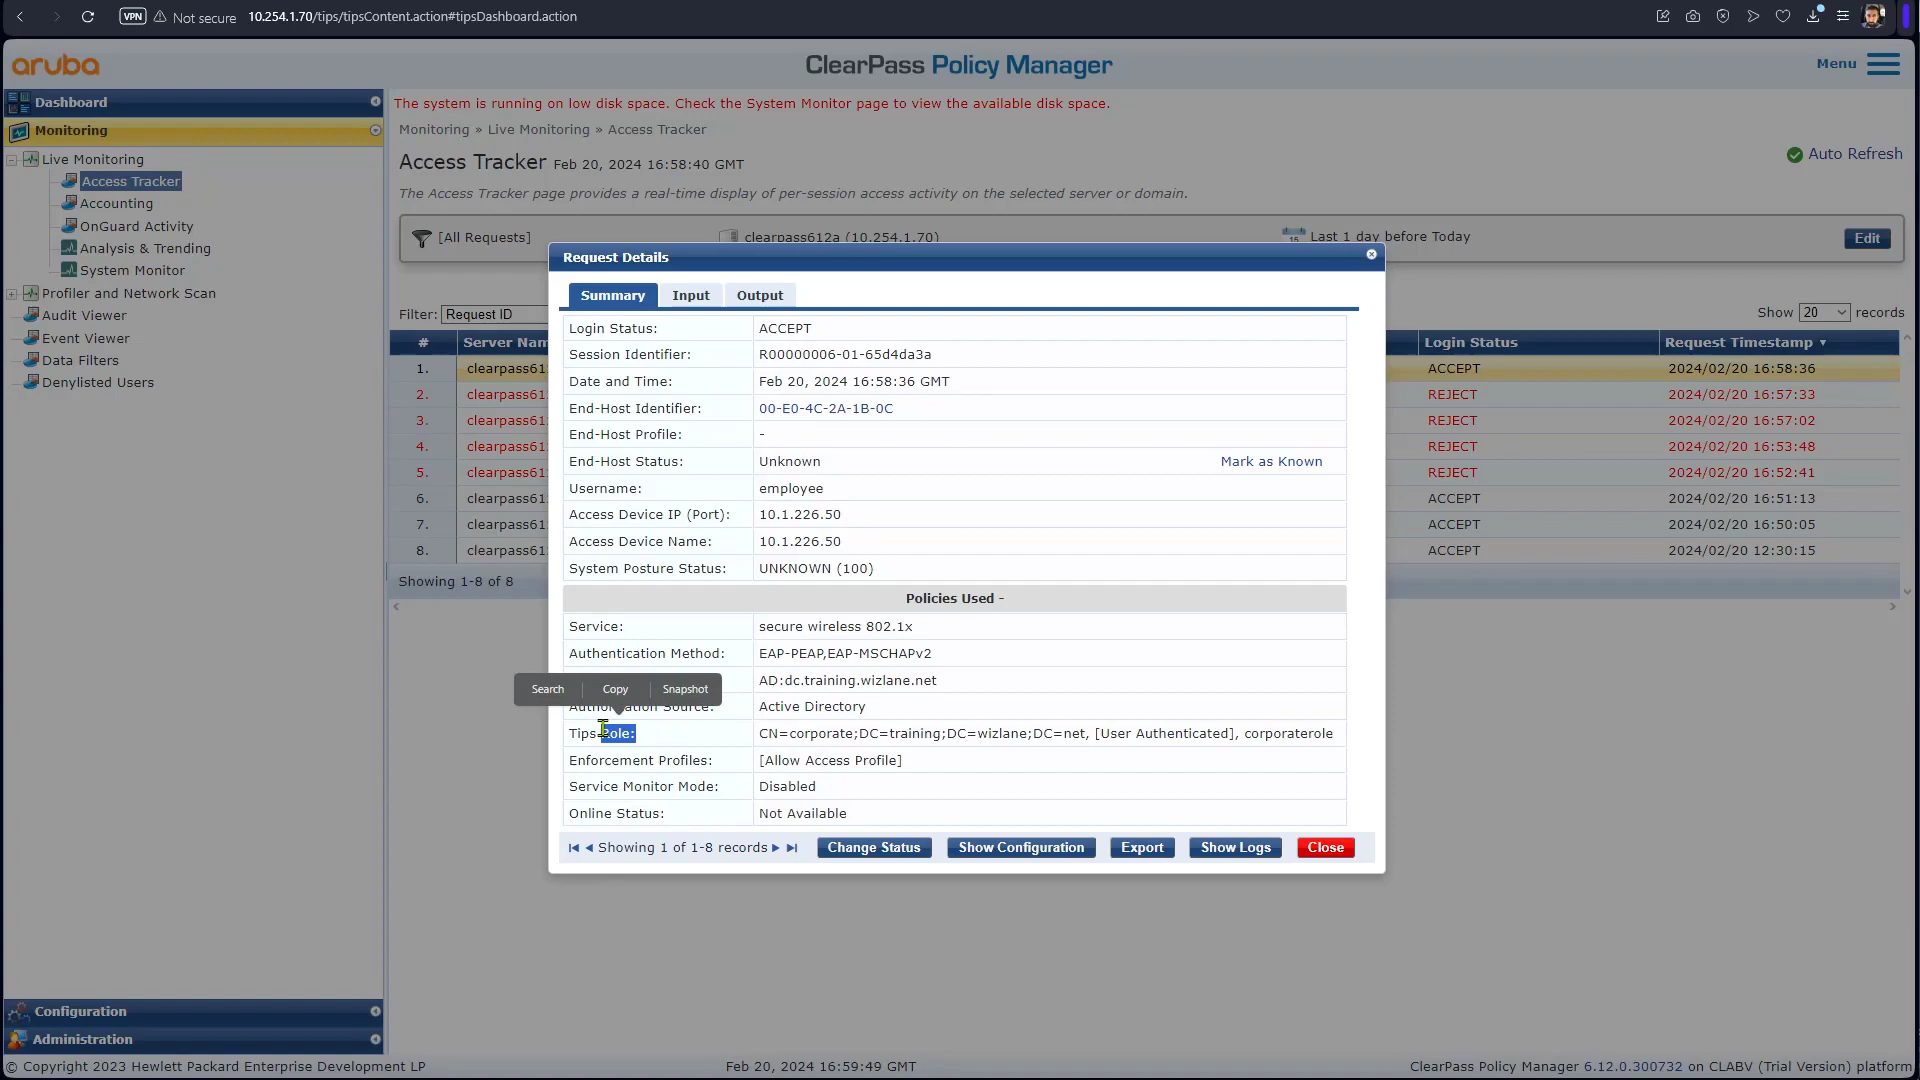 VPN Not secure 10.254.1.70/tips/tipsContent.action#tipsDashboard.action
aruba
ClearPass Policy Manager
Menu
Dashboard
Monitoring
Live Monitoring
Access Tracker
Accounting
OnGuard Activity
Analysis & Trending
System Monitor
Profiler and Network Scan
Audit Viewer
Event Viewer
Data Filters
Denylisted Users
Configuration
Administration
The system is running on low disk space. Check the System Monitor page to view the available disk space.
Monitoring » Live Monitoring » Access Tracker
Access Tracker Feb 20, 2024 16:58:40 GMT
Auto Refresh
The Access Tracker page provides a real-time display of per-session access activity on the selected server or domain.
[All Requests] clearpass612a (10.254.1.70) 15 Last 1 day before Today Edit
Filter: Request ID
Show 20 records
# Server Nam Login Status Request Timestamp
1. clearpass61 ACCEPT 2024/02/20 16:58:36
2. clearpass61 REJECT 2024/02/20 16:57:33
3. clearpass61 REJECT 2024/02/20 16:57:02
4. clearpass61 REJECT 2024/02/20 16:53:48
5. clearpass61 REJECT 2024/02/20 16:52:41
6. clearpass61 ACCEPT 2024/02/20 16:51:13
7. clearpass61 ACCEPT 2024/02/20 16:50:05
8. clearpass61 ACCEPT 2024/02/20 12:30:15
Showing 1-8 of 8
Request Details
Summary Input Output
Login Status: ACCEPT
Session Identifier: R00000006-01-65d4da3a
Date and Time: Feb 20, 2024 16:58:36 GMT
End-Host Identifier: 00-E0-4C-2A-1B-0C
End-Host Profile: -
End-Host Status: Unknown Mark as Known
Username: employee
Access Device IP (Port): 10.1.226.50
Access Device Name: 10.1.226.50
System Posture Status: UNKNOWN (100)
Policies Used -
Service: secure wireless 802.1x
Authentication Method: EAP-PEAP,EAP-MSCHAPv2
AD:dc.training.wizlane.net
Search Copy Snapshot
Source: Active Directory
Tips Role: CN=corporate;DC=training;DC=wizlane;DC=net, [User Authenticated], corporaterole
Enforcement Profiles: [Allow Access Profile]
Service Monitor Mode: Disabled
Online Status: Not Available
Showing 1 of 1-8 records Change Status Show Configuration Export Show Logs Close
© Copyright 2023 Hewlett Packard Enterprise Development LP Feb 20, 2024 16:59:49 GMT ClearPass Policy Manager 6.12.0.300732 on CLABV (Trial Version) platform